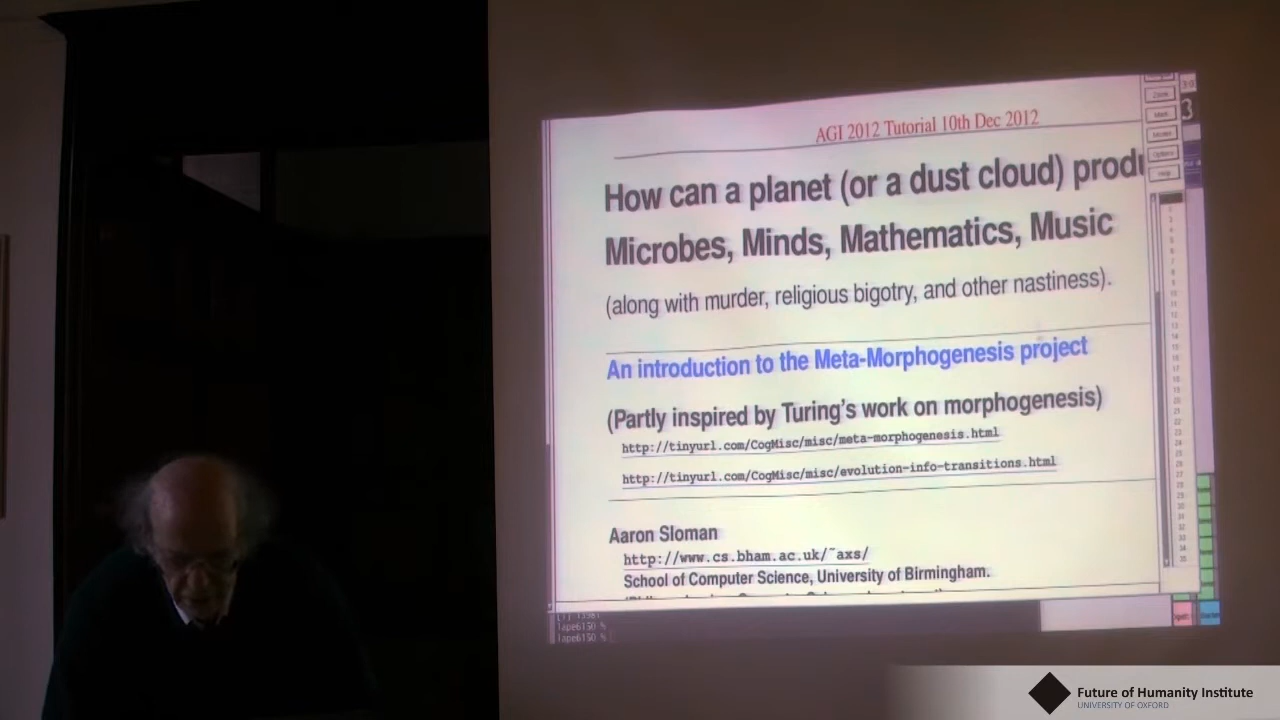 AGI 2012 Tutorial 10th Dec 2012
How can a planet (or a dust cloud) produ
Microbes, Minds, Mathematics, Music
(along with murder, religious bigotry, and other nastiness).
An introduction to the Meta-Morphogenesis project
(Partly inspired by Turing's work on morphogenesis)
http://tinyurl.com/CogMisc/misc/meta-morphogenesis.html
http://tinyurl.com/CogMisc/misc/evolution-info-transitions.html
Aaron Sloman
http://www.cs.bham.ac.uk/~axs/
School of Computer Science, University of Birmingham.
Help
Future of Humanity Institute
UNIVERSITY OF OXFORD